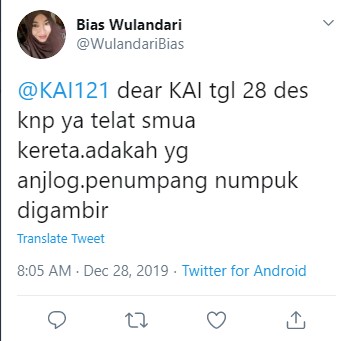 Bias Wulandari
@WulandariBias
@KAI121 dear KAI tgl 28 des
knp ya telat smua
kereta.adakah yg
anjlog.penumpang numpuk
digambir
Translate Tweet
8:05 AM · Dec 28, 2019 · Twitter for Android